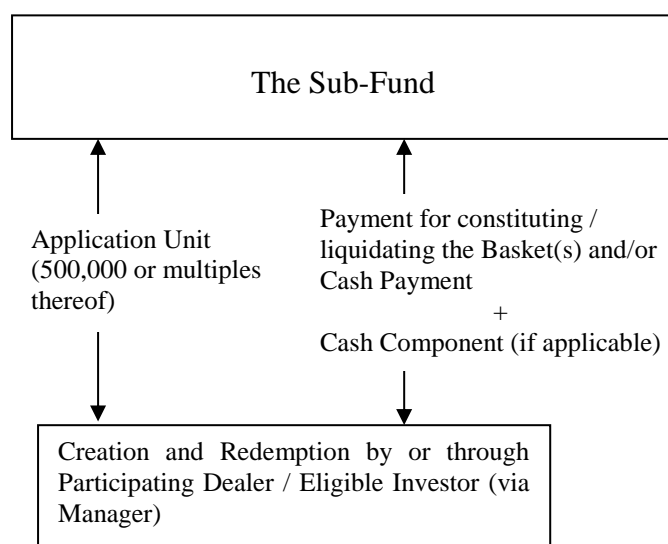 The Sub-Fund
Application Unit
(500,000 or multiples
thereof)
Payment for constituting /
liquidating the Basket(s) and/or
Cash Payment
+
Cash Component (if applicable)
Creation and Redemption by or through
Participating Dealer / Eligible Investor (via
Manager)